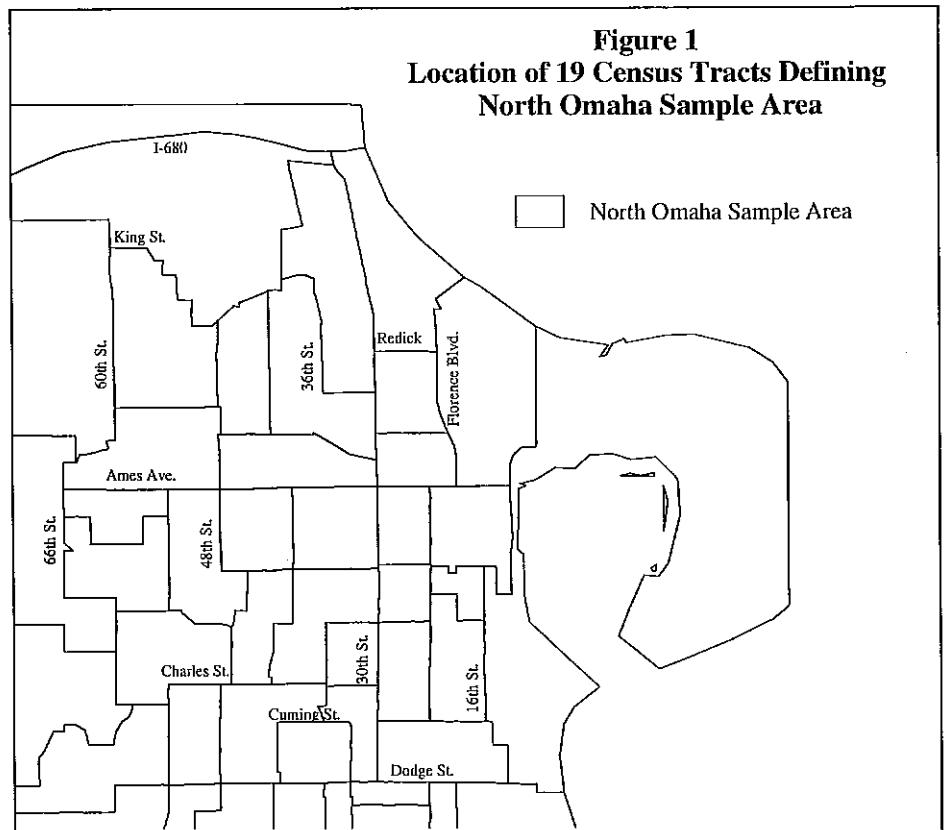 Figure 1
Location of 19 Census Tracts Defining
North Omaha Sample Area
I-680
North Omaha Sample Area
King St.
60th St.
36th St.
Redick
Florence Blvd.
Ames Ave.
66th St.
48th St.
Charles St.
30th St.
16th St.
Cuming St.
Dodge St.